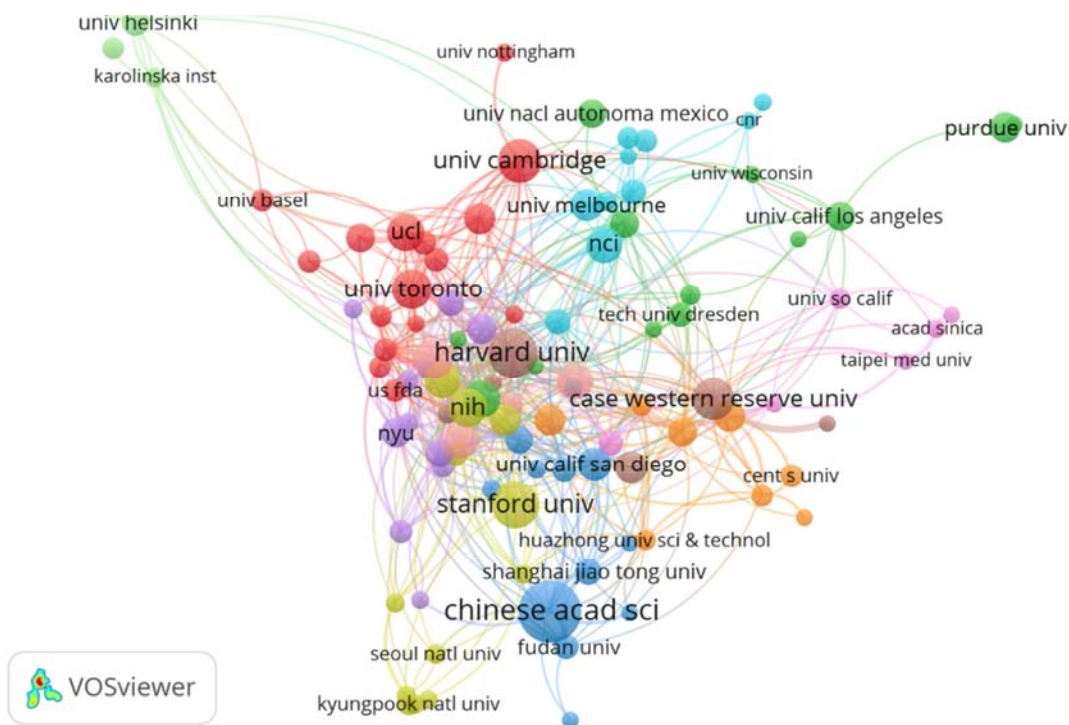 univ helsinki
univ nottingham
karolinska inst
univ nacl autonoma mexico
cnr
purdue univ
univ cambridge
univ wisconsin
univ basel
univ melbourne
univ calif los angeles
ucl
nci
univ toronto
univ so calif
tech univ dresden
acad sinica
harvard univ
taipei med univ
us fda
case western reserve univ
nih
nyu
univ calif san diego
cent s univ
stanford univ
huazhong univ sci & technol
shanghai jiao tong univ
chinese acad sci
fudan univ
seoul natl univ
kyungpook natl univ
VOSviewer